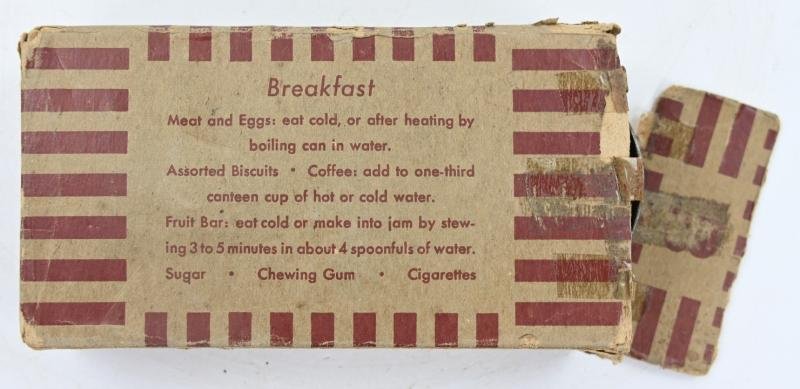 Breakfast
Meat and Eggs: eat cold, or after heating by
boiling can in water.
Assorted Biscuits • Coffee: add to one-third
canteen cup of hot or cold water.
Fruit Bar: eat cold or make into jam by stew-
ing 3 to 5 minutes in about 4 spoonfuls of water.
Sugar • Chewing Gum • Cigarettes